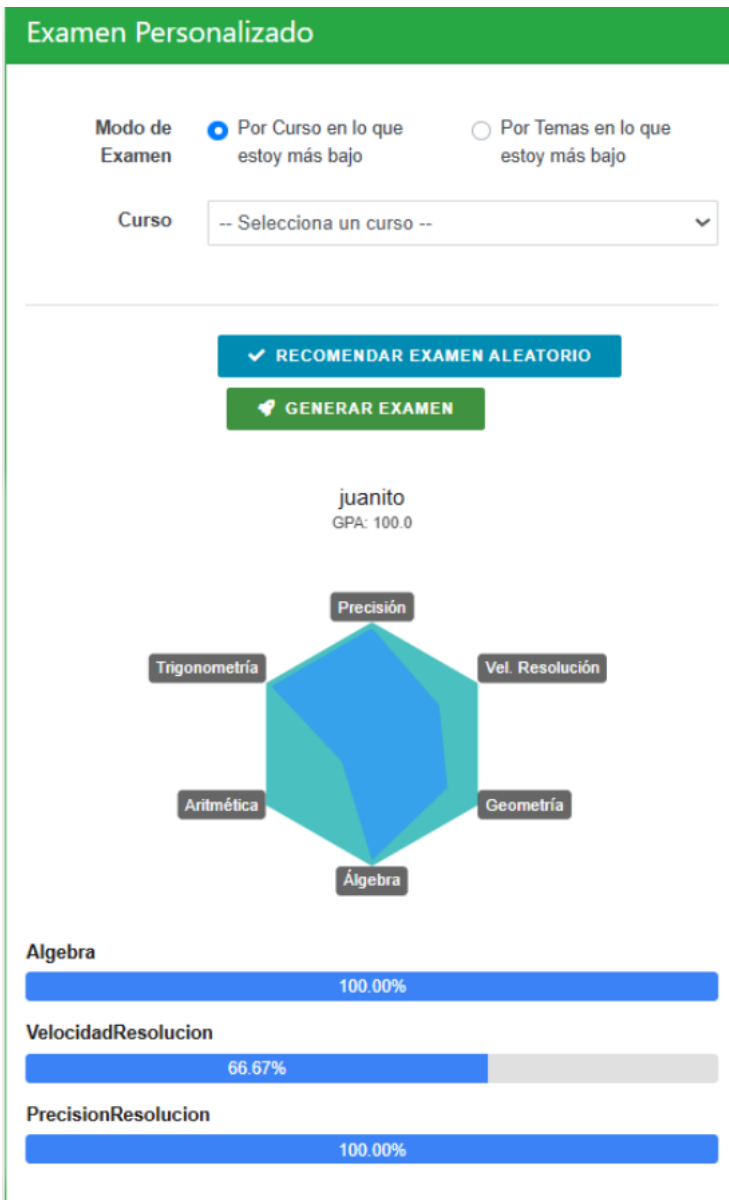 Examen Personalizado
Modo de
Examen
Por Curso en lo que
estoy más bajo
Por Temas en lo que
estoy más bajo
Curso
-- Selecciona un curso --
RECOMENDAR EXAMEN ALEATORIO
GENERAR EXAMEN
juanito
GPA: 100.0
Precisión
Trigonometría
Vel. Resolución
Aritmética
Geometría
Álgebra
Algebra
100.00%
VelocidadResolucion
66.67%
PrecisionResolucion
100.00%